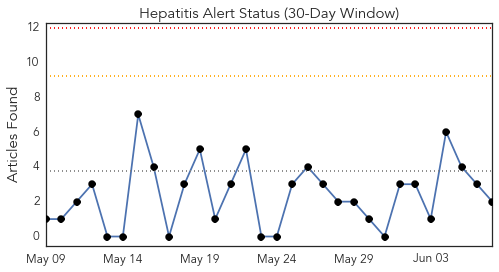 Hepatitis Alert Status (30-Day Window)
Articles Found
12
10
8
6
4
2
0
May 09 May 14 May 19 May 24 May 29 Jun 03